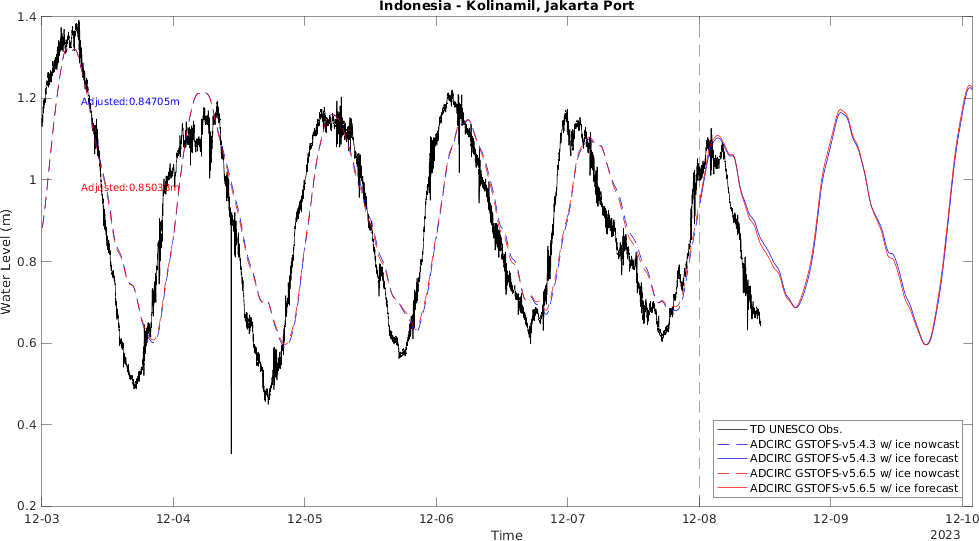 Indonesia - Kolinamil, Jakarta Port
1.4
1.2
1
0.8
0.6
0.4
0.2
Water Level (m)
Adjusted:0.84705m
TD UNESCO Obs.
ADCIRC GSTOFS-v5.4.3 w/ ice nowcast
ADCIRC GSTOFS-v5.4.3 w/ ice forecast
ADCIRC GSTOFS-v5.6.5 w/ ice nowcast
ADCIRC GSTOFS-v5.6.5 w/ ice forecast
12-03 12-04 12-05 12-06 12-07 12-08 12-09 12-10
Time
2023